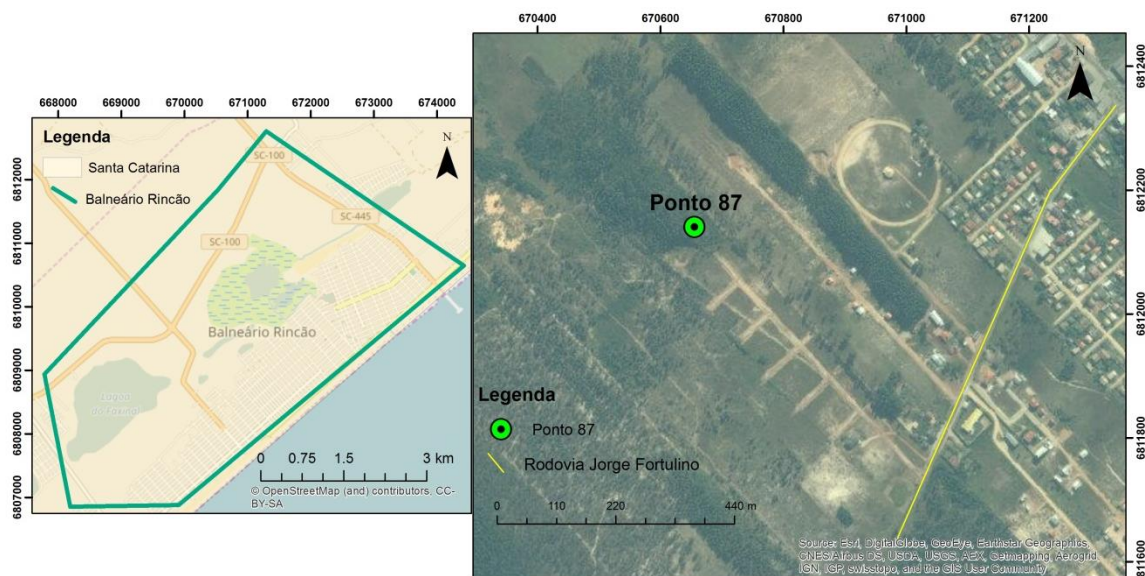 668000 669000 670000 671000 672000 673000 674000
6812000
6811000
6810000
6809000
6808000
6807000
Legenda
Santa Catarina
Balneário Rincão
N
SC-100
SC-445
SC-100
Balneário Rincão
Lagoa
do Faxinal
0 0.75 1.5 3 km
© OpenStreetMap (and) contributors, CC-
BY-SA
670400 670600 670800 671000 671200
6812400
6812200
6812000
6811800
6811600
N
Ponto 87
Legenda
Ponto 87
Rodovia Jorge Fortulino
0 110 220 440 m
Source: Esri, DigitalGlobe, GeoEye, Earthstar Geographics,
CNES/Airbus DS, USDA, USGS, AEX, Getmapping, Aerogrid,
IGN, IGP, swisstopo, and the GIS User Community